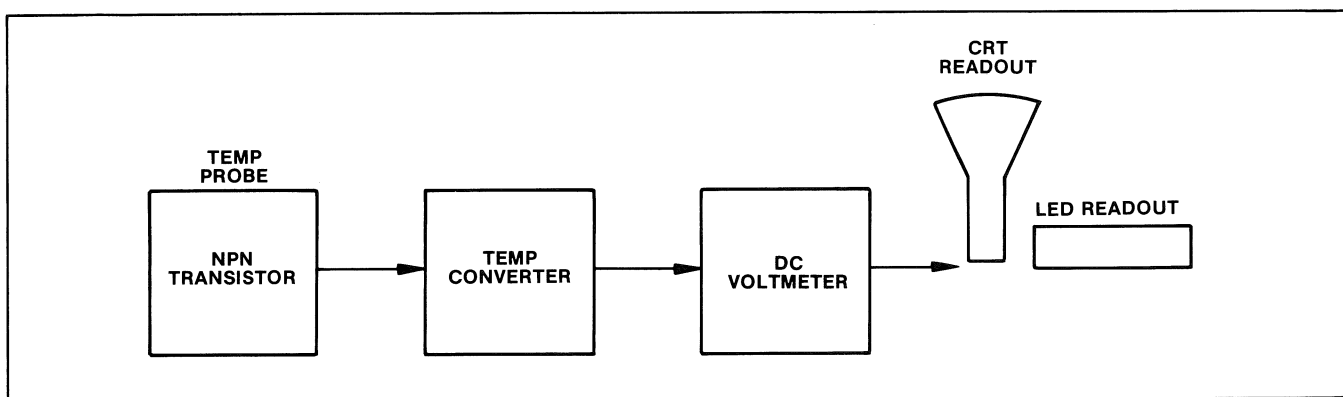 CRT
READOUT
TEMP
PROBE
LED READOUT
NPN
TRANSISTOR
TEMP
CONVERTER
DC
VOLTMETER